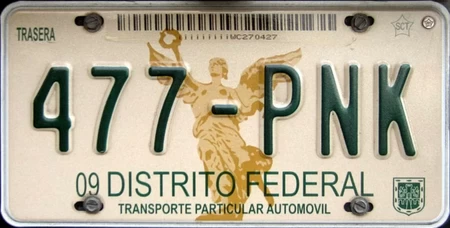 TRASERA
MC270427
SCT
477-PNK
09 DISTRITO FEDERAL
TRANSPORTE PARTICULAR AUTOMOVIL